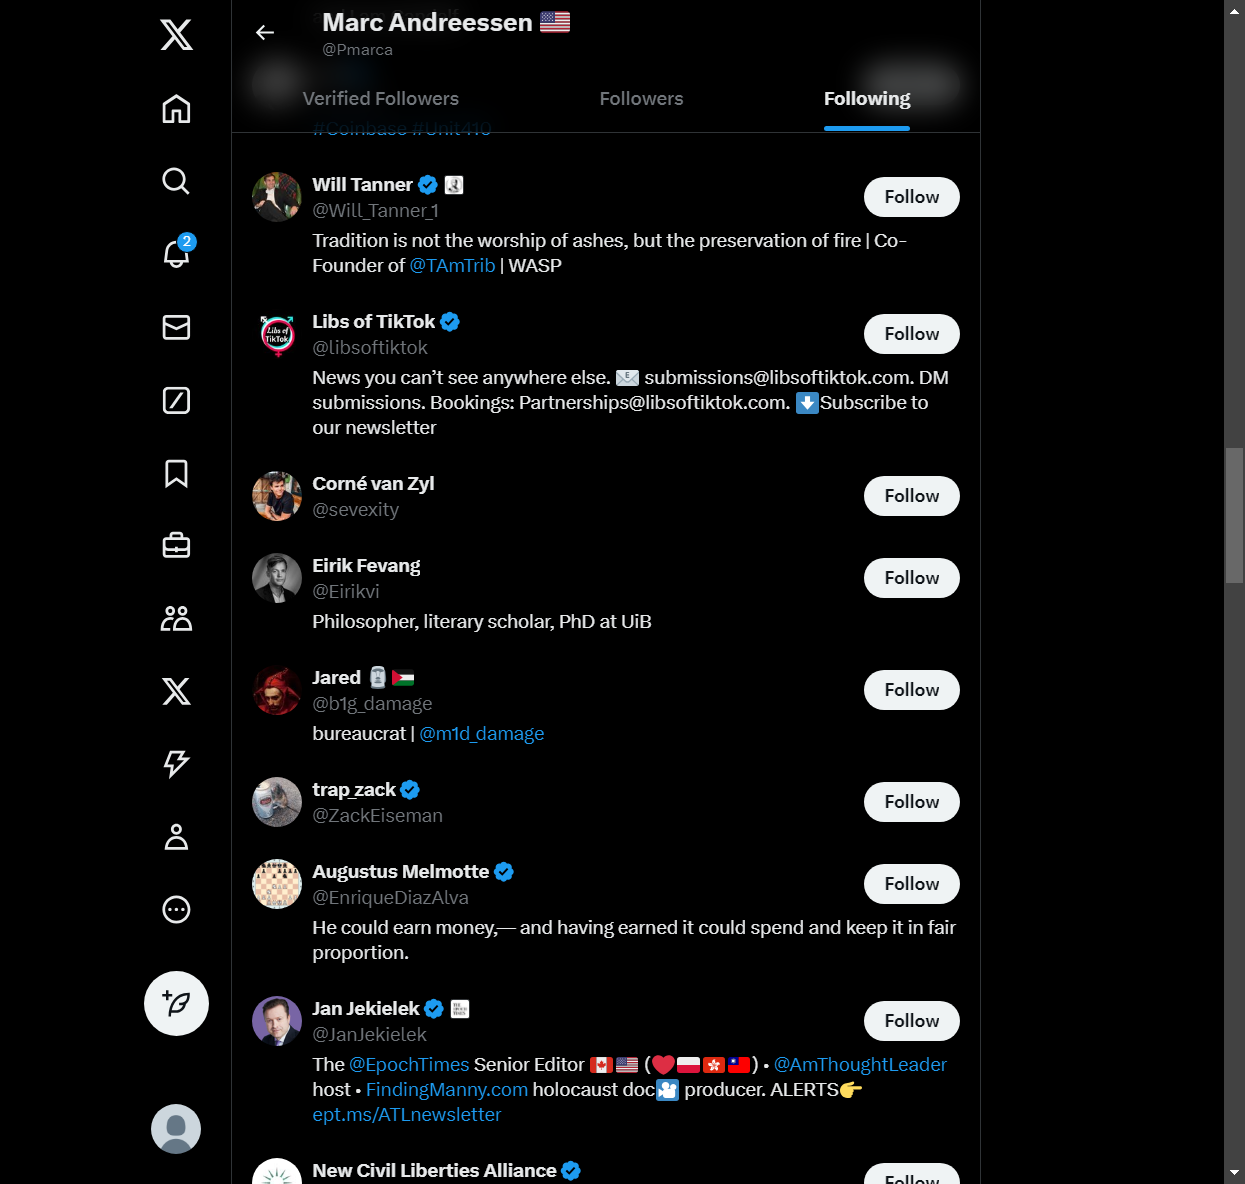 Marc Andreessen 🇺🇸
@Pmarca
Verified Followers
Followers
Following
#Coinbase #Unit410
2
Will Tanner
@Will_Tanner_1
Follow
Tradition is not the worship of ashes, but the preservation of fire | Co-
Founder of @TAmTrib | WASP
Libs of TikTok
Libs of TikTok
@libsoftiktok
Follow
News you can’t see anywhere else. 📧 submissions@libsoftiktok.com. DM
submissions. Bookings: Partnerships@libsoftiktok.com. ⬇️Subscribe to
our newsletter
Corné van Zyl
@sevexity
Follow
Eirik Fevang
@Eirikvi
Follow
Philosopher, literary scholar, PhD at UiB
Jared 🗿🇵🇸
@b1g_damage
Follow
bureaucrat | @m1d_damage
trap_zack
@ZackEiseman
Follow
Augustus Melmotte
@EnriqueDiazAlva
Follow
He could earn money,— and having earned it could spend and keep it in fair
proportion.
Jan Jekielek
@JanJekielek
Follow
The @EpochTimes Senior Editor 🇨🇦🇺🇸 (❤️🇵🇱🇭🇰🇹🇼) • @AmThoughtLeader
host • FindingManny.com holocaust doc🎦 producer. ALERTS👉
ept.ms/ATLnewsletter
New Civil Liberties Alliance
Follow